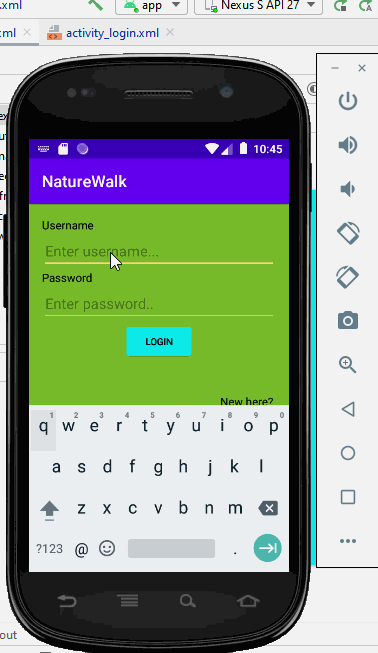 .xml
app
Nexus S API 27
xml
activity_login.xml
10:45
NatureWalk
Username
Enter username...
Password
Enter password..
LOGIN
New here?
q w e r t y u i o p
1 2 3 4 5 6 7 8 9 0
a s d f g h j k l
z x c v b n m
?123 @ .
out